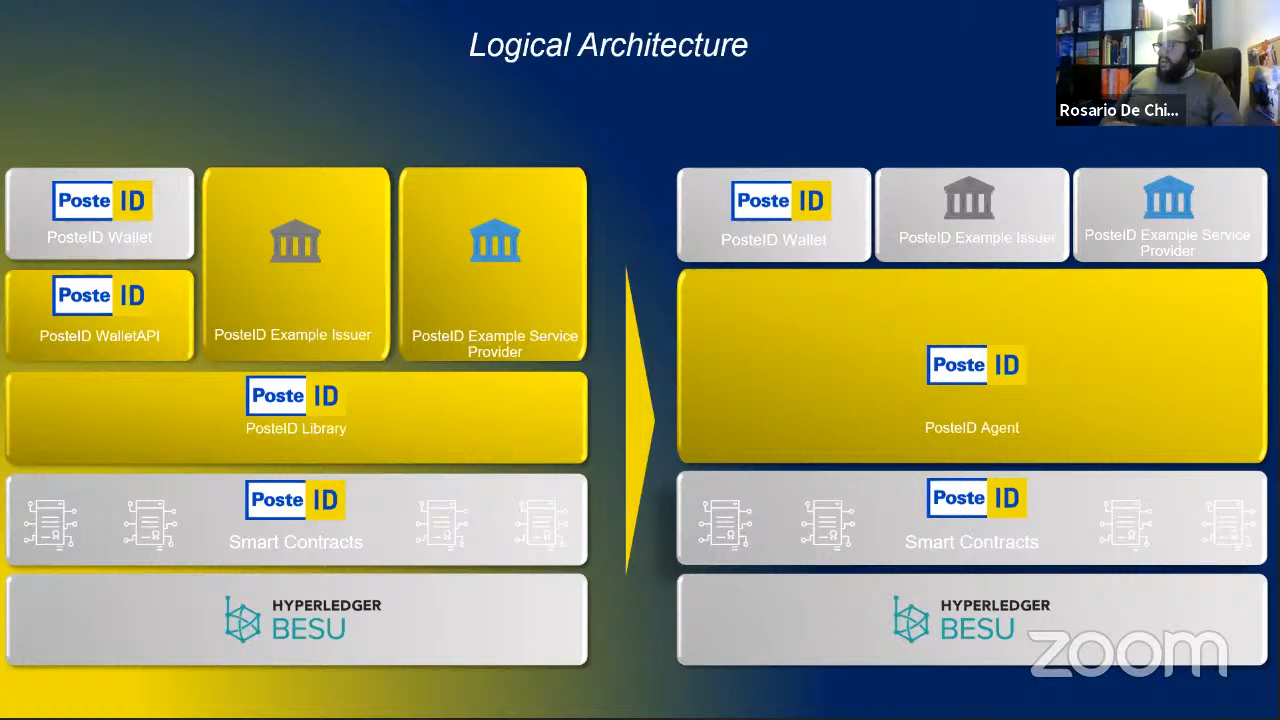 Logical Architecture
Rosario De Chi...
Poste ID
PosteID Wallet
Poste ID
PosteID WalletAPI
PosteID Example Issuer
PosteID Example Service
Provider
Poste ID
PosteID Library
Poste ID
Smart Contracts
HYPERLEDGER
BESU
Poste ID
PosteID Wallet
PosteID Example Issuer
PosteID Example Service
Provider
Poste ID
PosteID Agent
Poste ID
Smart Contracts
HYPERLEDGER
BESU
zoom